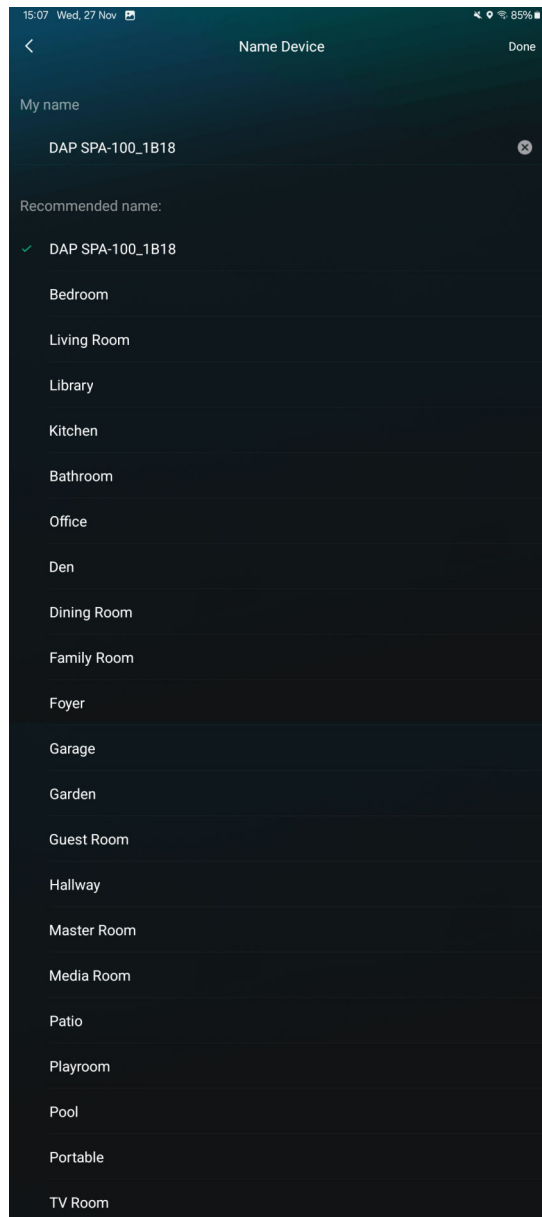 15:07 Wed, 27 Nov 85%
Name Device Done
My name
DAP SPA-100_1B18
Recommended name:
DAP SPA-100_1B18
Bedroom
Living Room
Library
Kitchen
Bathroom
Office
Den
Dining Room
Family Room
Foyer
Garage
Garden
Guest Room
Hallway
Master Room
Media Room
Patio
Playroom
Pool
Portable
TV Room